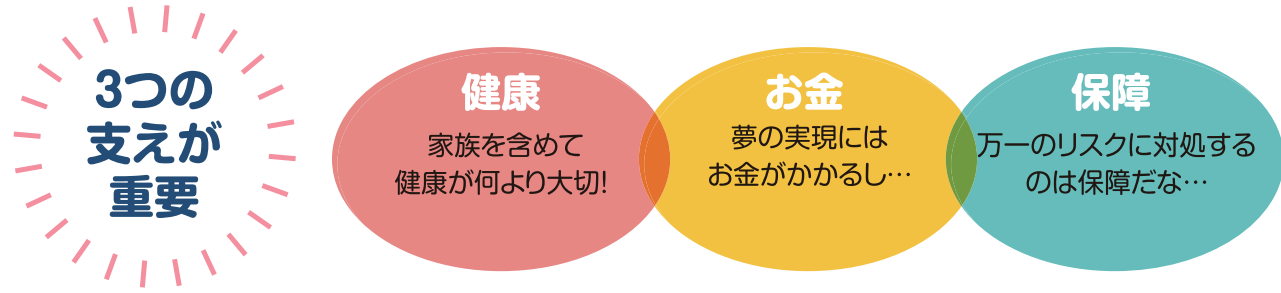 3つの
支えが
重要
健康
家族を含めて
健康が何より大切!
お金
夢の実現には
お金がかかるし…
保障
万一のリスクに対処する
のは保障だな…